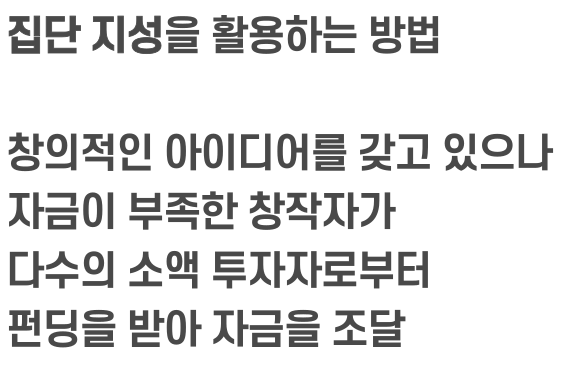 집단 지성을 활용하는 방법
창의적인 아이디어를 갖고 있으나
자금이 부족한 창작자가
다수의 소액 투자자로부터
펀딩을 받아 자금을 조달